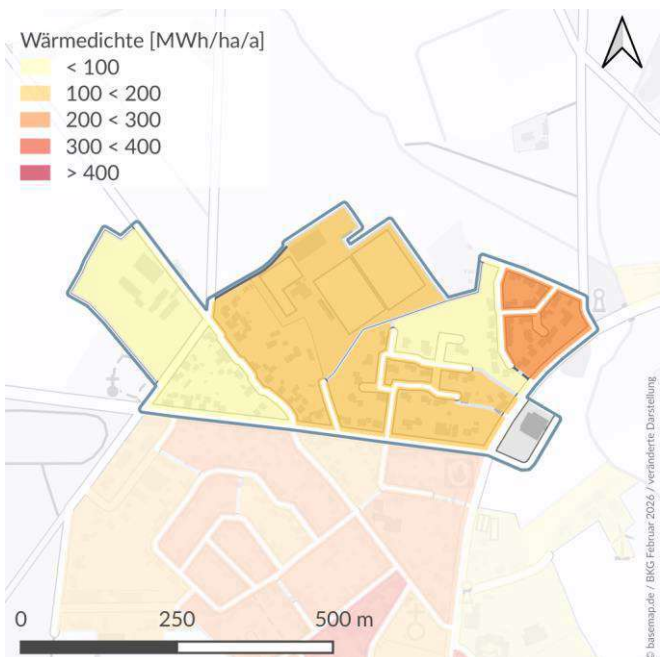 Wärmedichte [MWh/ha/a]
< 100
100 < 200
200 < 300
300 < 400
> 400
0 250 500 m
© basemap.de / BKG Februar 2026 / veränderte Darstellung